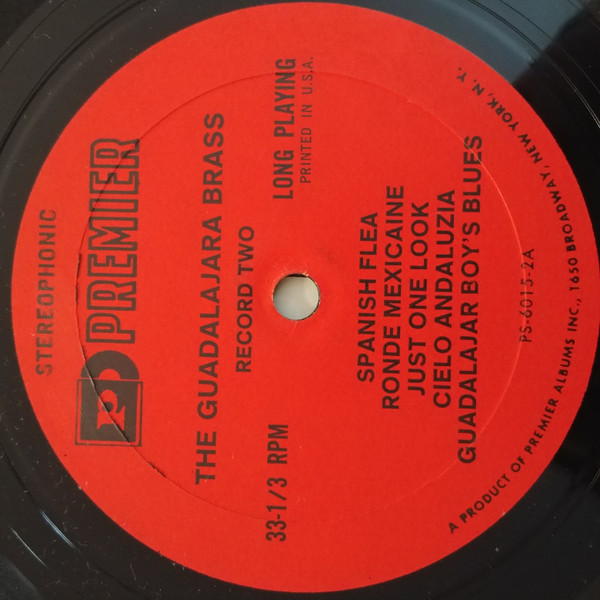 STEREOPHONIC
P PREMIER
THE GUADALAJARA BRASS
RECORD TWO
33-1/3 RPM
LONG PLAYING
PRINTED IN U.S.A.
SPANISH FLEA
RONDE MEXICAINE
JUST ONE LOOK
CIELO ANDALUZIA
GUADALAJAR BOY'S BLUES
PS-6015-2A
A PRODUCT OF PREMIER ALBUMS INC., 1650 BROADWAY, NEW YORK, N. Y.